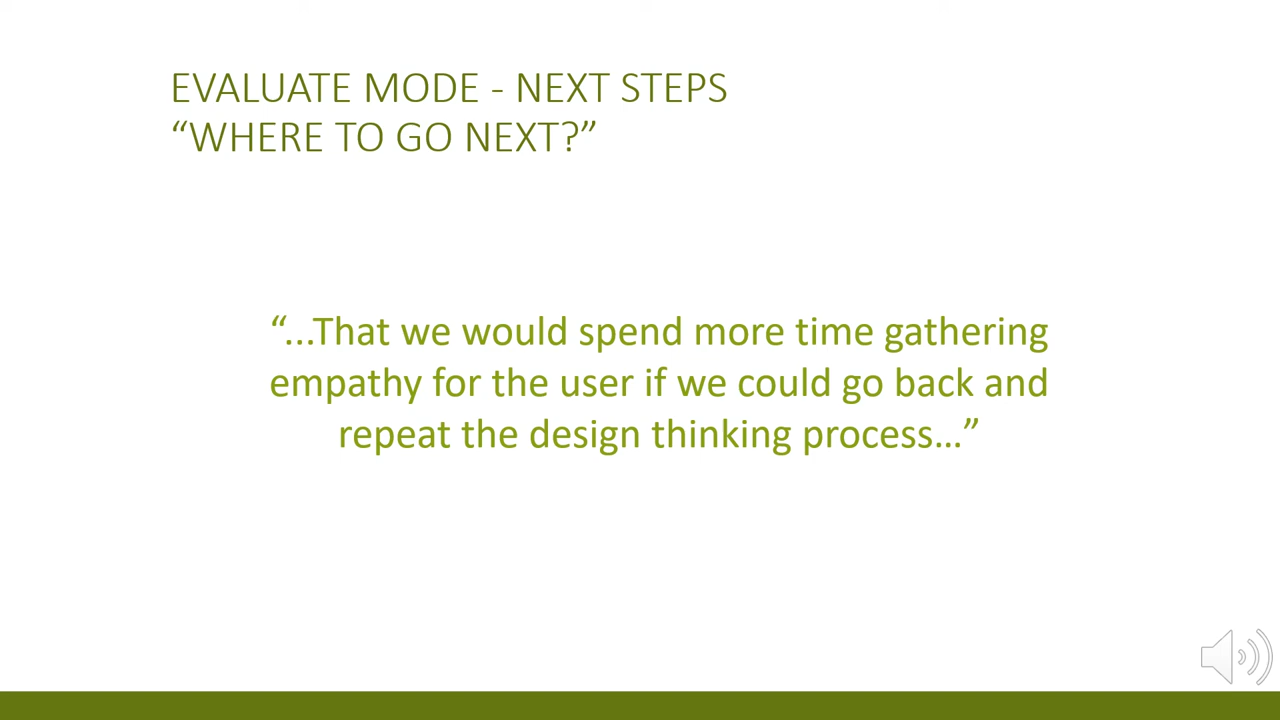 EVALUATE MODE - NEXT STEPS
“WHERE TO GO NEXT?”
“...That we would spend more time gathering
empathy for the user if we could go back and
repeat the design thinking process…”